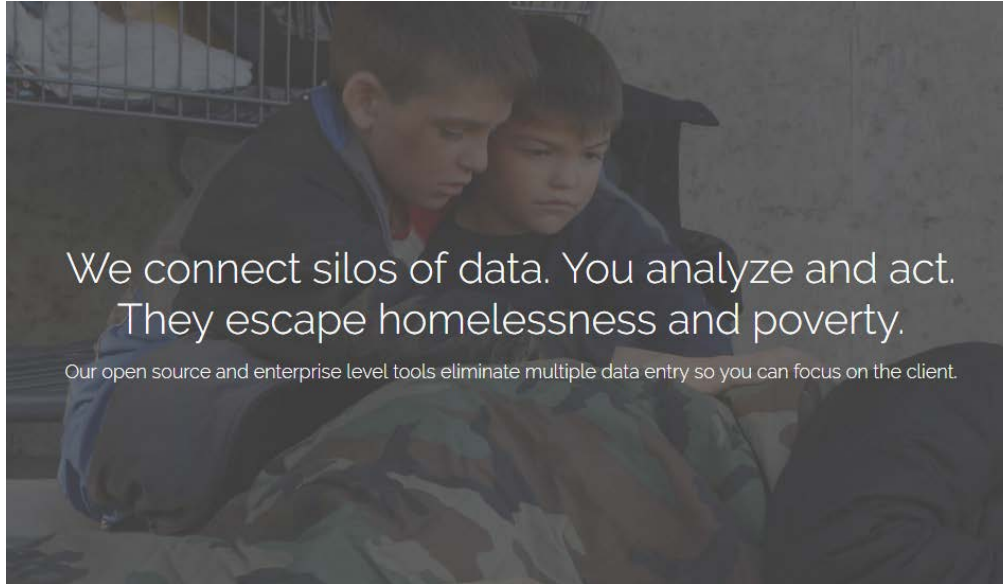 We connect silos of data. You analyze and act.
They escape homelessness and poverty.
Our open source and enterprise level tools eliminate multiple data entry so you can focus on the client.